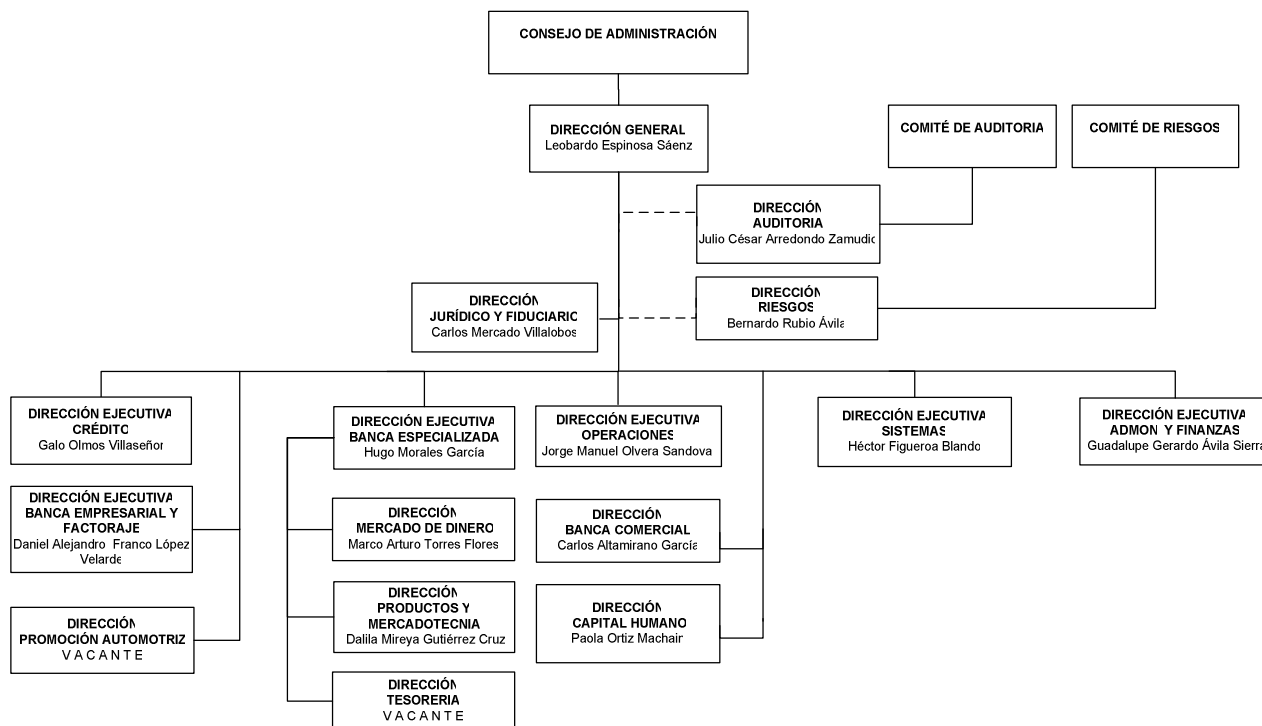 CONSEJO DE ADMINISTRACIÓN
DIRECCIÓN GENERAL
Leobardo Espinosa Sáenz
COMITÉ DE AUDITORIA
COMITÉ DE RIESGOS
DIRECCIÓN
AUDITORIA
Julio César Arredondo Zamudio
DIRECCIÓN
JURÍDICO Y FIDUCIARIO
Carlos Mercado Villalobos
DIRECCIÓN
RIESGOS
Bernardo Rubio Ávila
DIRECCIÓN EJECUTIVA
CRÉDITO
Galo Olmos Villaseñor
DIRECCIÓN EJECUTIVA
BANCA ESPECIALIZADA
Hugo Morales García
DIRECCIÓN EJECUTIVA
OPERACIONES
Jorge Manuel Olvera Sandova
DIRECCIÓN EJECUTIVA
SISTEMAS
Héctor Figueroa Blando
DIRECCIÓN EJECUTIVA
ADMON Y FINANZAS
Guadalupe Gerardo Ávila Sierra
DIRECCIÓN EJECUTIVA
BANCA EMPRESARIAL Y
FACTORAJE
Daniel Alejandro Franco López
Velarde
DIRECCIÓN
MERCADO DE DINERO
Marco Arturo Torres Flores
DIRECCIÓN
BANCA COMERCIAL
Carlos Altamirano García
DIRECCIÓN
PROMOCIÓN AUTOMOTRIZ
V A C A N T E
DIRECCIÓN
PRODUCTOS Y
MERCADOTECNIA
Dalila Mireya Gutiérrez Cruz
DIRECCIÓN
CAPITAL HUMANO
Paola Ortiz Machain
DIRECCIÓN
TESORERIA
V A C A N T E